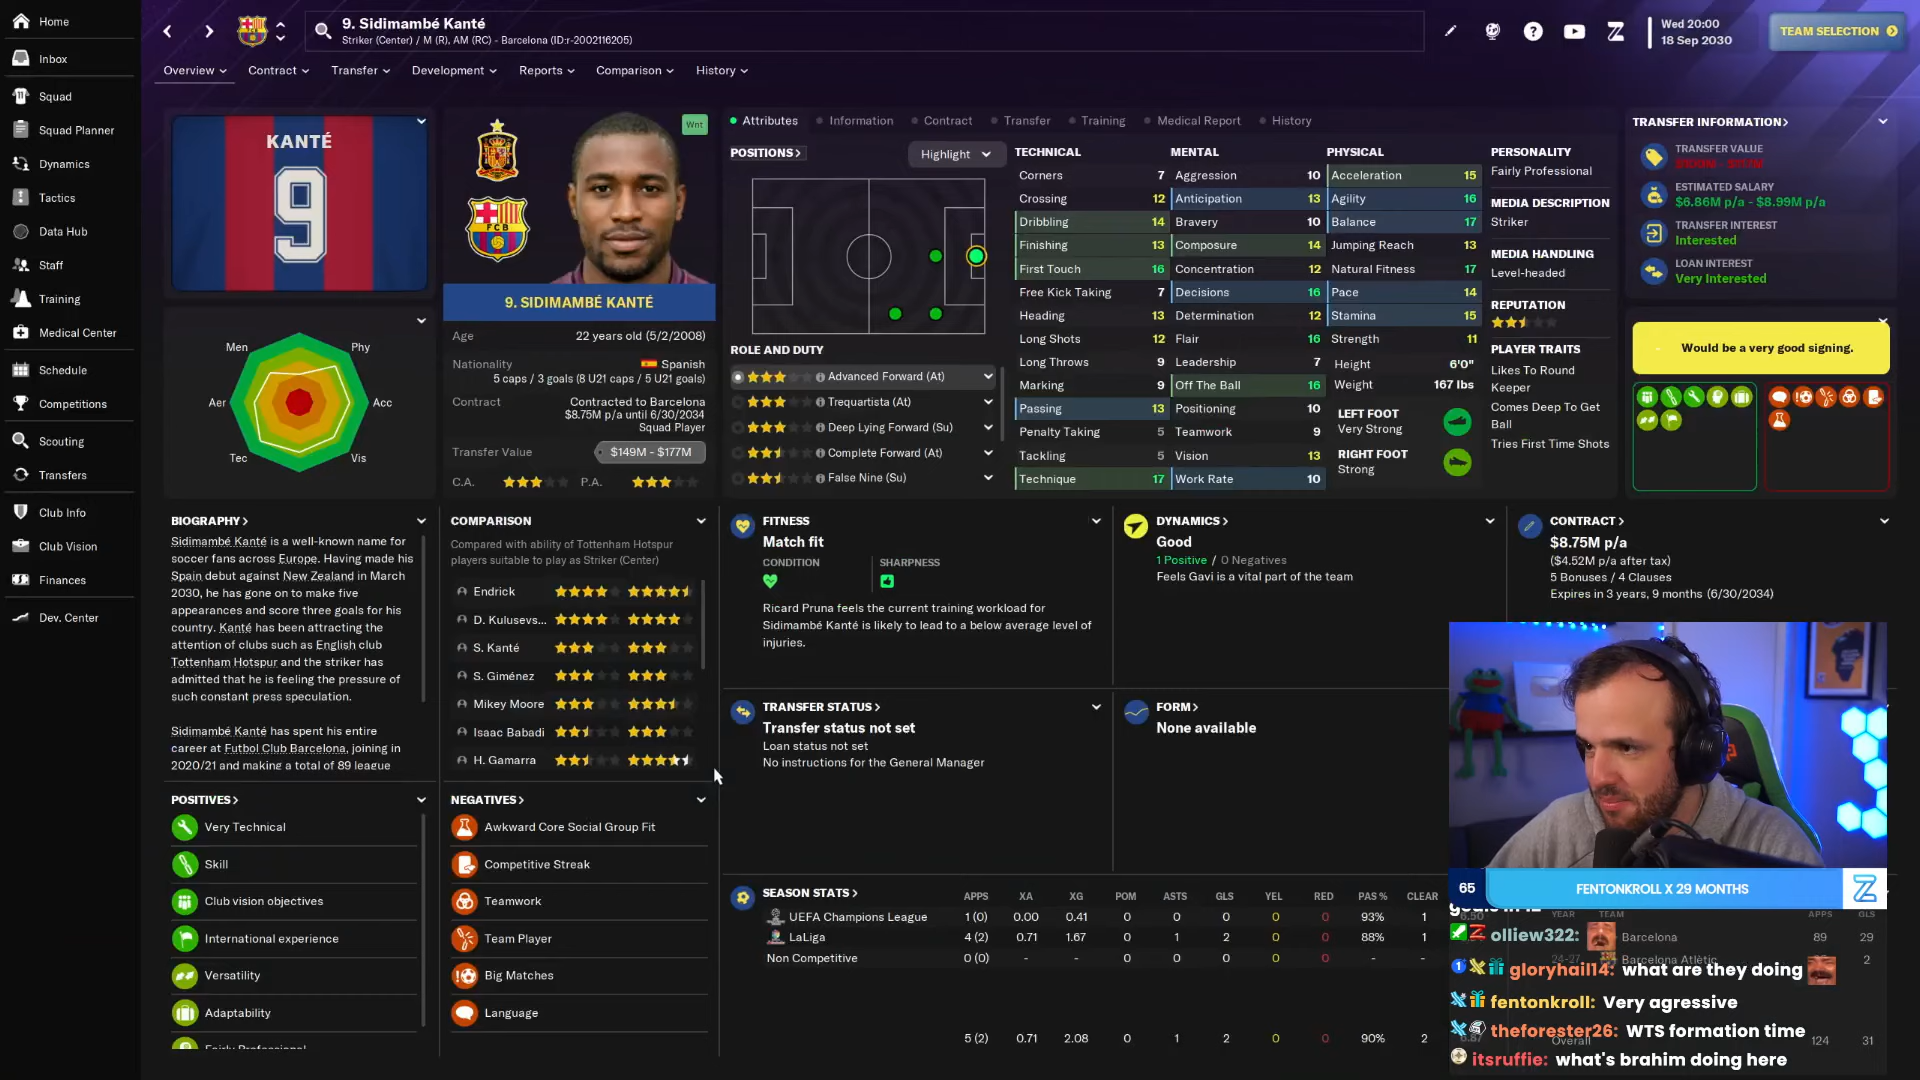 Home
Inbox
Squad
Squad Planner
Dynamics
Tactics
Data Hub
Staff
Training
Medical Center
Schedule
Competitions
Scouting
Transfers
Club Info
Club Vision
Finances
Dev. Center
9. Sidimambé Kanté
Striker (Center) / M (R), AM (RC) - Barcelona (ID:r-2002116205)
Wed 20:00
18 Sep 2030
TEAM SELECTION
Overview
Contract
Transfer
Development
Reports
Comparison
History
KANTÉ
9
Men
Phy
Aer
Acc
Tec
Vis
FCB
Wnt
9. SIDIMAMBÉ KANTÉ
Age 22 years old (5/2/2008)
Nationality Spanish
5 caps / 3 goals (8 U21 caps / 5 U21 goals)
Contract Contracted to Barcelona
$8.75M p/a until 6/30/2034
Squad Player
Transfer Value $149M - $177M
C.A. P.A.
Attributes
Information
Contract
Transfer
Training
Medical Report
History
POSITIONS>
Highlight
ROLE AND DUTY
Advanced Forward (At)
Trequartista (At)
Deep Lying Forward (Su)
Complete Forward (At)
False Nine (Su)
TECHNICAL
Corners 7
Crossing 12
Dribbling 14
Finishing 13
First Touch 16
Free Kick Taking 7
Heading 13
Long Shots 12
Long Throws 9
Marking 9
Passing 13
Penalty Taking 5
Tackling 5
Technique 17
MENTAL
Aggression 10
Anticipation 13
Bravery 10
Composure 14
Concentration 12
Decisions 16
Determination 12
Flair 16
Leadership 7
Off The Ball 16
Positioning 10
Teamwork 9
Vision 13
Work Rate 10
PHYSICAL
Acceleration 15
Agility 16
Balance 17
Jumping Reach 13
Natural Fitness 17
Pace 14
Stamina 15
Strength 11
Height 6'0"
Weight 167 lbs
LEFT FOOT
Very Strong
RIGHT FOOT
Strong
PERSONALITY
Fairly Professional
MEDIA DESCRIPTION
Striker
MEDIA HANDLING
Level-headed
REPUTATION
PLAYER TRAITS
Likes To Round
Keeper
Comes Deep To Get
Ball
Tries First Time Shots
TRANSFER INFORMATION>
TRANSFER VALUE
ESTIMATED SALARY
$6.86M p/a - $8.99M p/a
TRANSFER INTEREST
Interested
LOAN INTEREST
Very Interested
Would be a very good signing.
BIOGRAPHY>
Sidimambé Kanté is a well-known name for
soccer fans across Europe. Having made his
Spain debut against New Zealand in March
2030, he has gone on to make five
appearances and score three goals for his
country. Kanté has been attracting the
attention of clubs such as English club
Tottenham Hotspur and the striker has
admitted that he is feeling the pressure of
such constant press speculation.
Sidimambé Kanté has spent his entire
career at Futbol Club Barcelona, joining in
2020/21 and making a total of 89 league
COMPARISON
Compared with ability of Tottenham Hotspur
players suitable to play as Striker (Center)
Endrick
D. Kulusevs...
S. Kanté
S. Giménez
Mikey Moore
Isaac Babadi
H. Gamarra
POSITIVES>
Very Technical
Skill
Club vision objectives
International experience
Versatility
Adaptability
Fairly Professional
NEGATIVES>
Awkward Core Social Group Fit
Competitive Streak
Teamwork
Team Player
Big Matches
Language
FITNESS
Match fit
CONDITION
SHARPNESS
Ricard Pruna feels the current training workload for
Sidimambé Kanté is likely to lead to a below average level of
injuries.
DYNAMICS>
Good
1 Positive / 0 Negatives
Feels Gavi is a vital part of the team
CONTRACT>
$8.75M p/a
($4.52M p/a after tax)
5 Bonuses / 4 Clauses
Expires in 3 years, 9 months (6/30/2034)
TRANSFER STATUS>
Transfer status not set
Loan status not set
No instructions for the General Manager
FORM>
None available
SEASON STATS> APPS XA XG POM ASTS GLS YEL RED PAS % CLEAR
UEFA Champions League 1 (0) 0.00 0.41 0 0 0 0 0 93% 1
LaLiga 4 (2) 0.71 1.67 0 1 2 0 0 88% 1
Non Competitive 0 (0) - - 0 0 0 0 0 - -
5 (2) 0.71 2.08 0 1 2 0 0 90% 2
65 FENTONKROLL X 29 MONTHS
6.50 YEAR TEAM APPS GLS
Barcelona 89 29
24-27 Barcelona Atlètic 2
Overall 124 31
6.87
olliew322:
gloryhail14: what are they doing
fentonkroll: Very agressive
theforester26: WTS formation time
itsruffie: what's brahim doing here